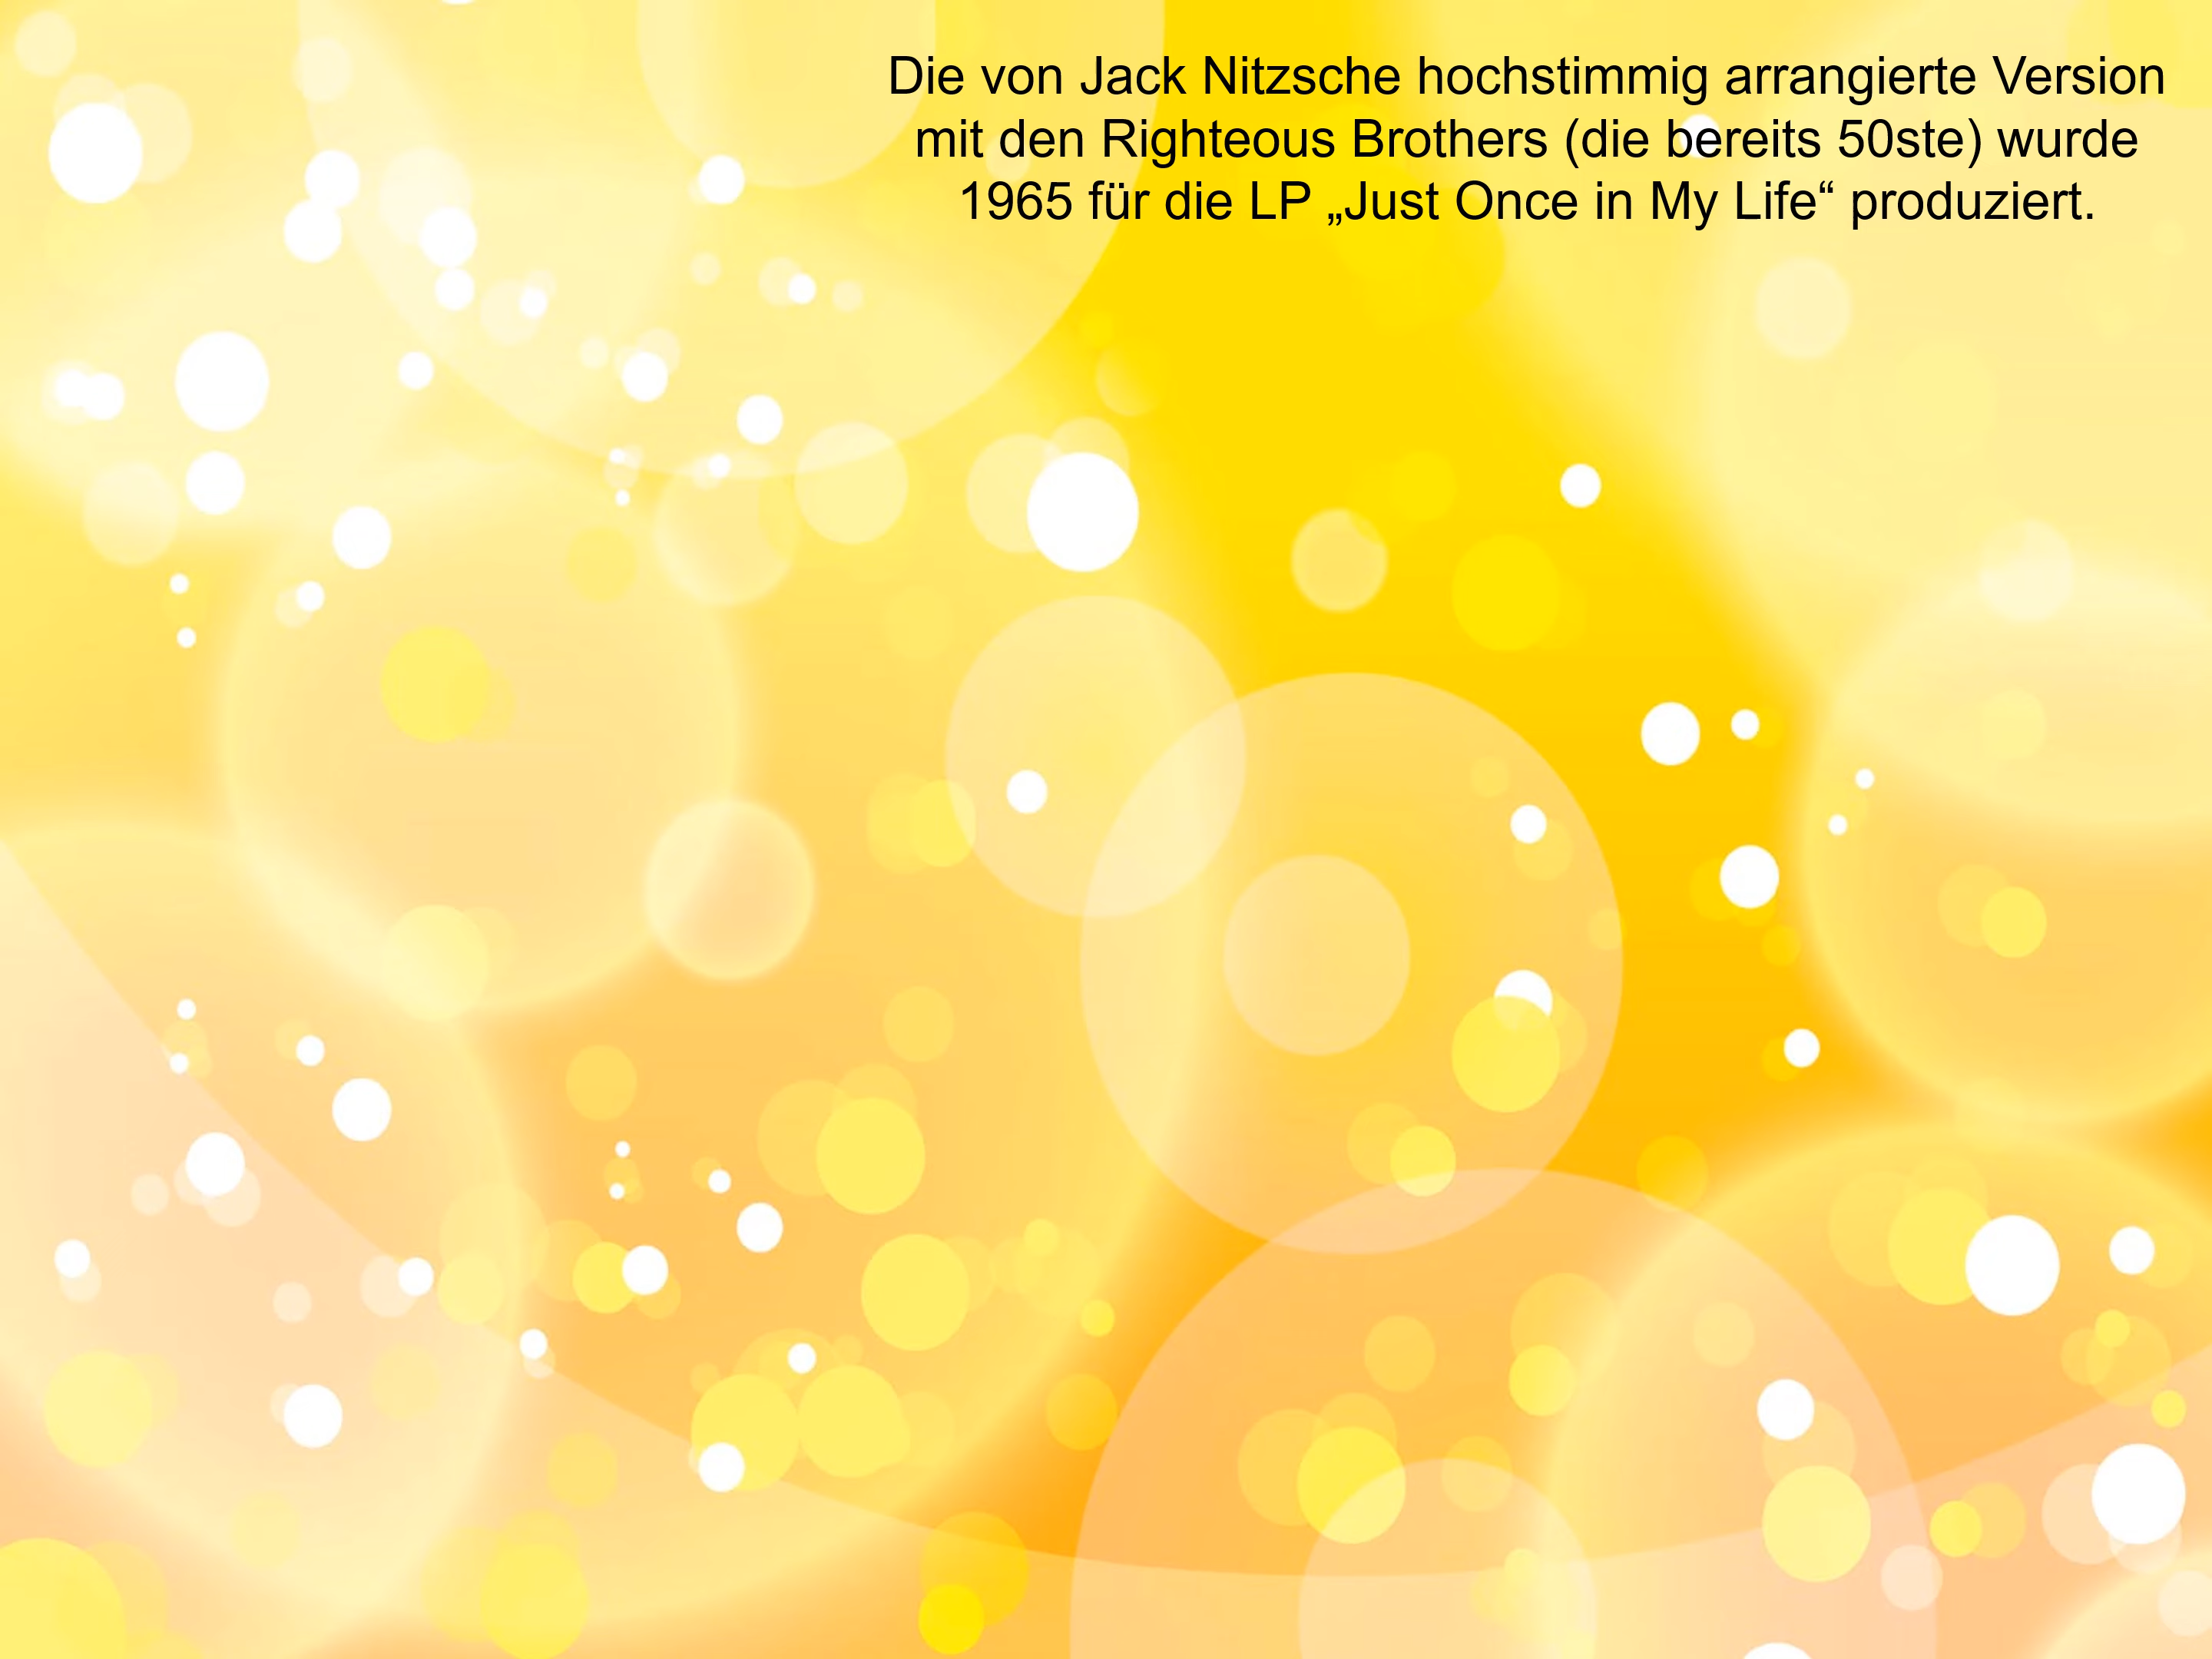 Die von Jack Nitzsche hochstimmig arrangierte Version
mit den Righteous Brothers (die bereits 50ste) wurde
1965 für die LP „Just Once in My Life“ produziert.